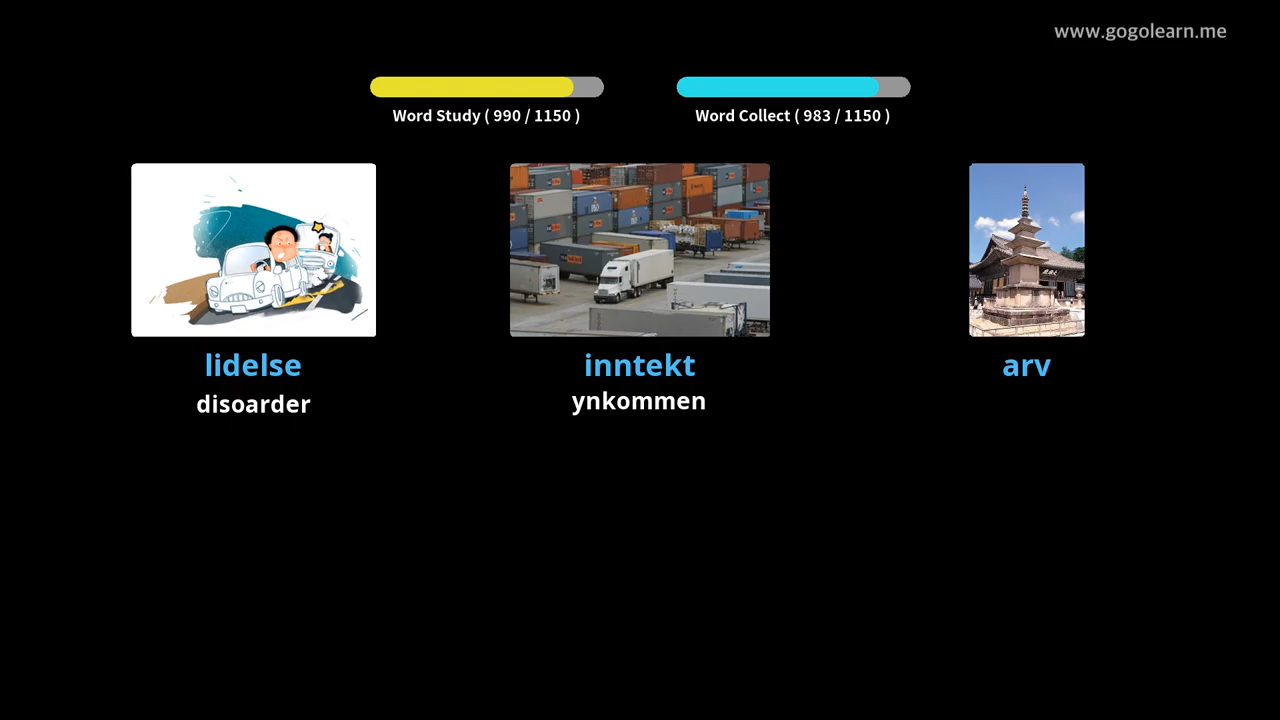 www.gogolearn.me
Word Study ( 990 / 1150 )
Word Collect ( 983 / 1150 )
lidelse
disoarder
inntekt
ynkommen
arv